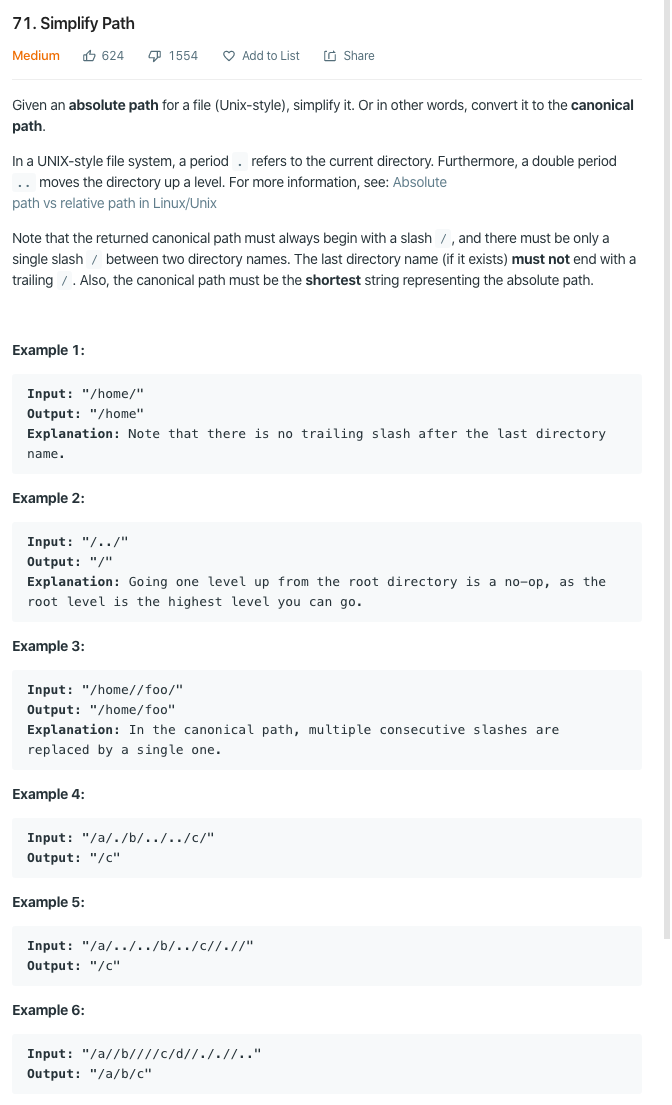 71. Simplify Path
Medium 624 1554 Add to List Share
Given an absolute path for a file (Unix-style), simplify it. Or in other words, convert it to the canonical
path.
In a UNIX-style file system, a period . refers to the current directory. Furthermore, a double period
.. moves the directory up a level. For more information, see: Absolute
path vs relative path in Linux/Unix
Note that the returned canonical path must always begin with a slash / , and there must be only a
single slash / between two directory names. The last directory name (if it exists) must not end with a
trailing / . Also, the canonical path must be the shortest string representing the absolute path.
Example 1:
Input: "/home/"
Output: "/home"
Explanation: Note that there is no trailing slash after the last directory
name.
Example 2:
Input: "/../"
Output: "/"
Explanation: Going one level up from the root directory is a no-op, as the
root level is the highest level you can go.
Example 3:
Input: "/home//foo/"
Output: "/home/foo"
Explanation: In the canonical path, multiple consecutive slashes are
replaced by a single one.
Example 4:
Input: "/a/./b/../../c/"
Output: "/c"
Example 5:
Input: "/a/../../b/../c//.//"
Output: "/c"
Example 6:
Input: "/a//b////c/d//././/.."
Output: "/a/b/c"